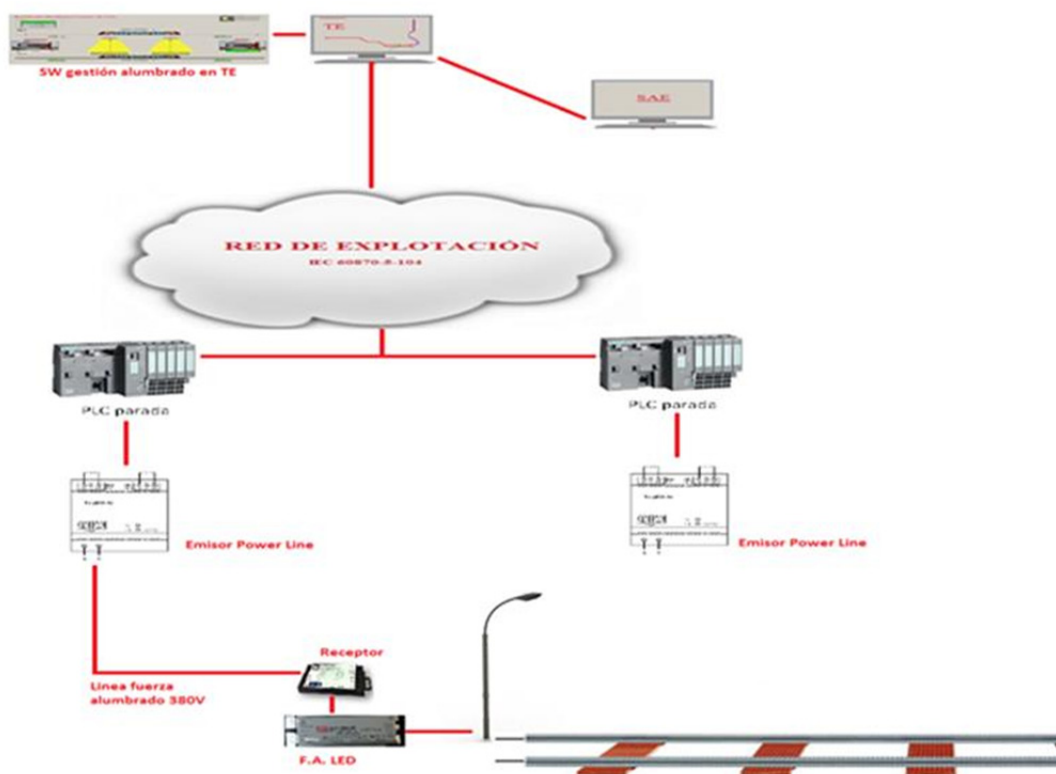 TE
SW gestión alumbrado en TE
SAE
RED DE EXPLOTACIÓN
IEC 60870-5-104
PLC parada
PLC parada
Emisor Power Line
Emisor Power Line
Receptor
Linea fuerza
alumbrado 380V
F.A. LED